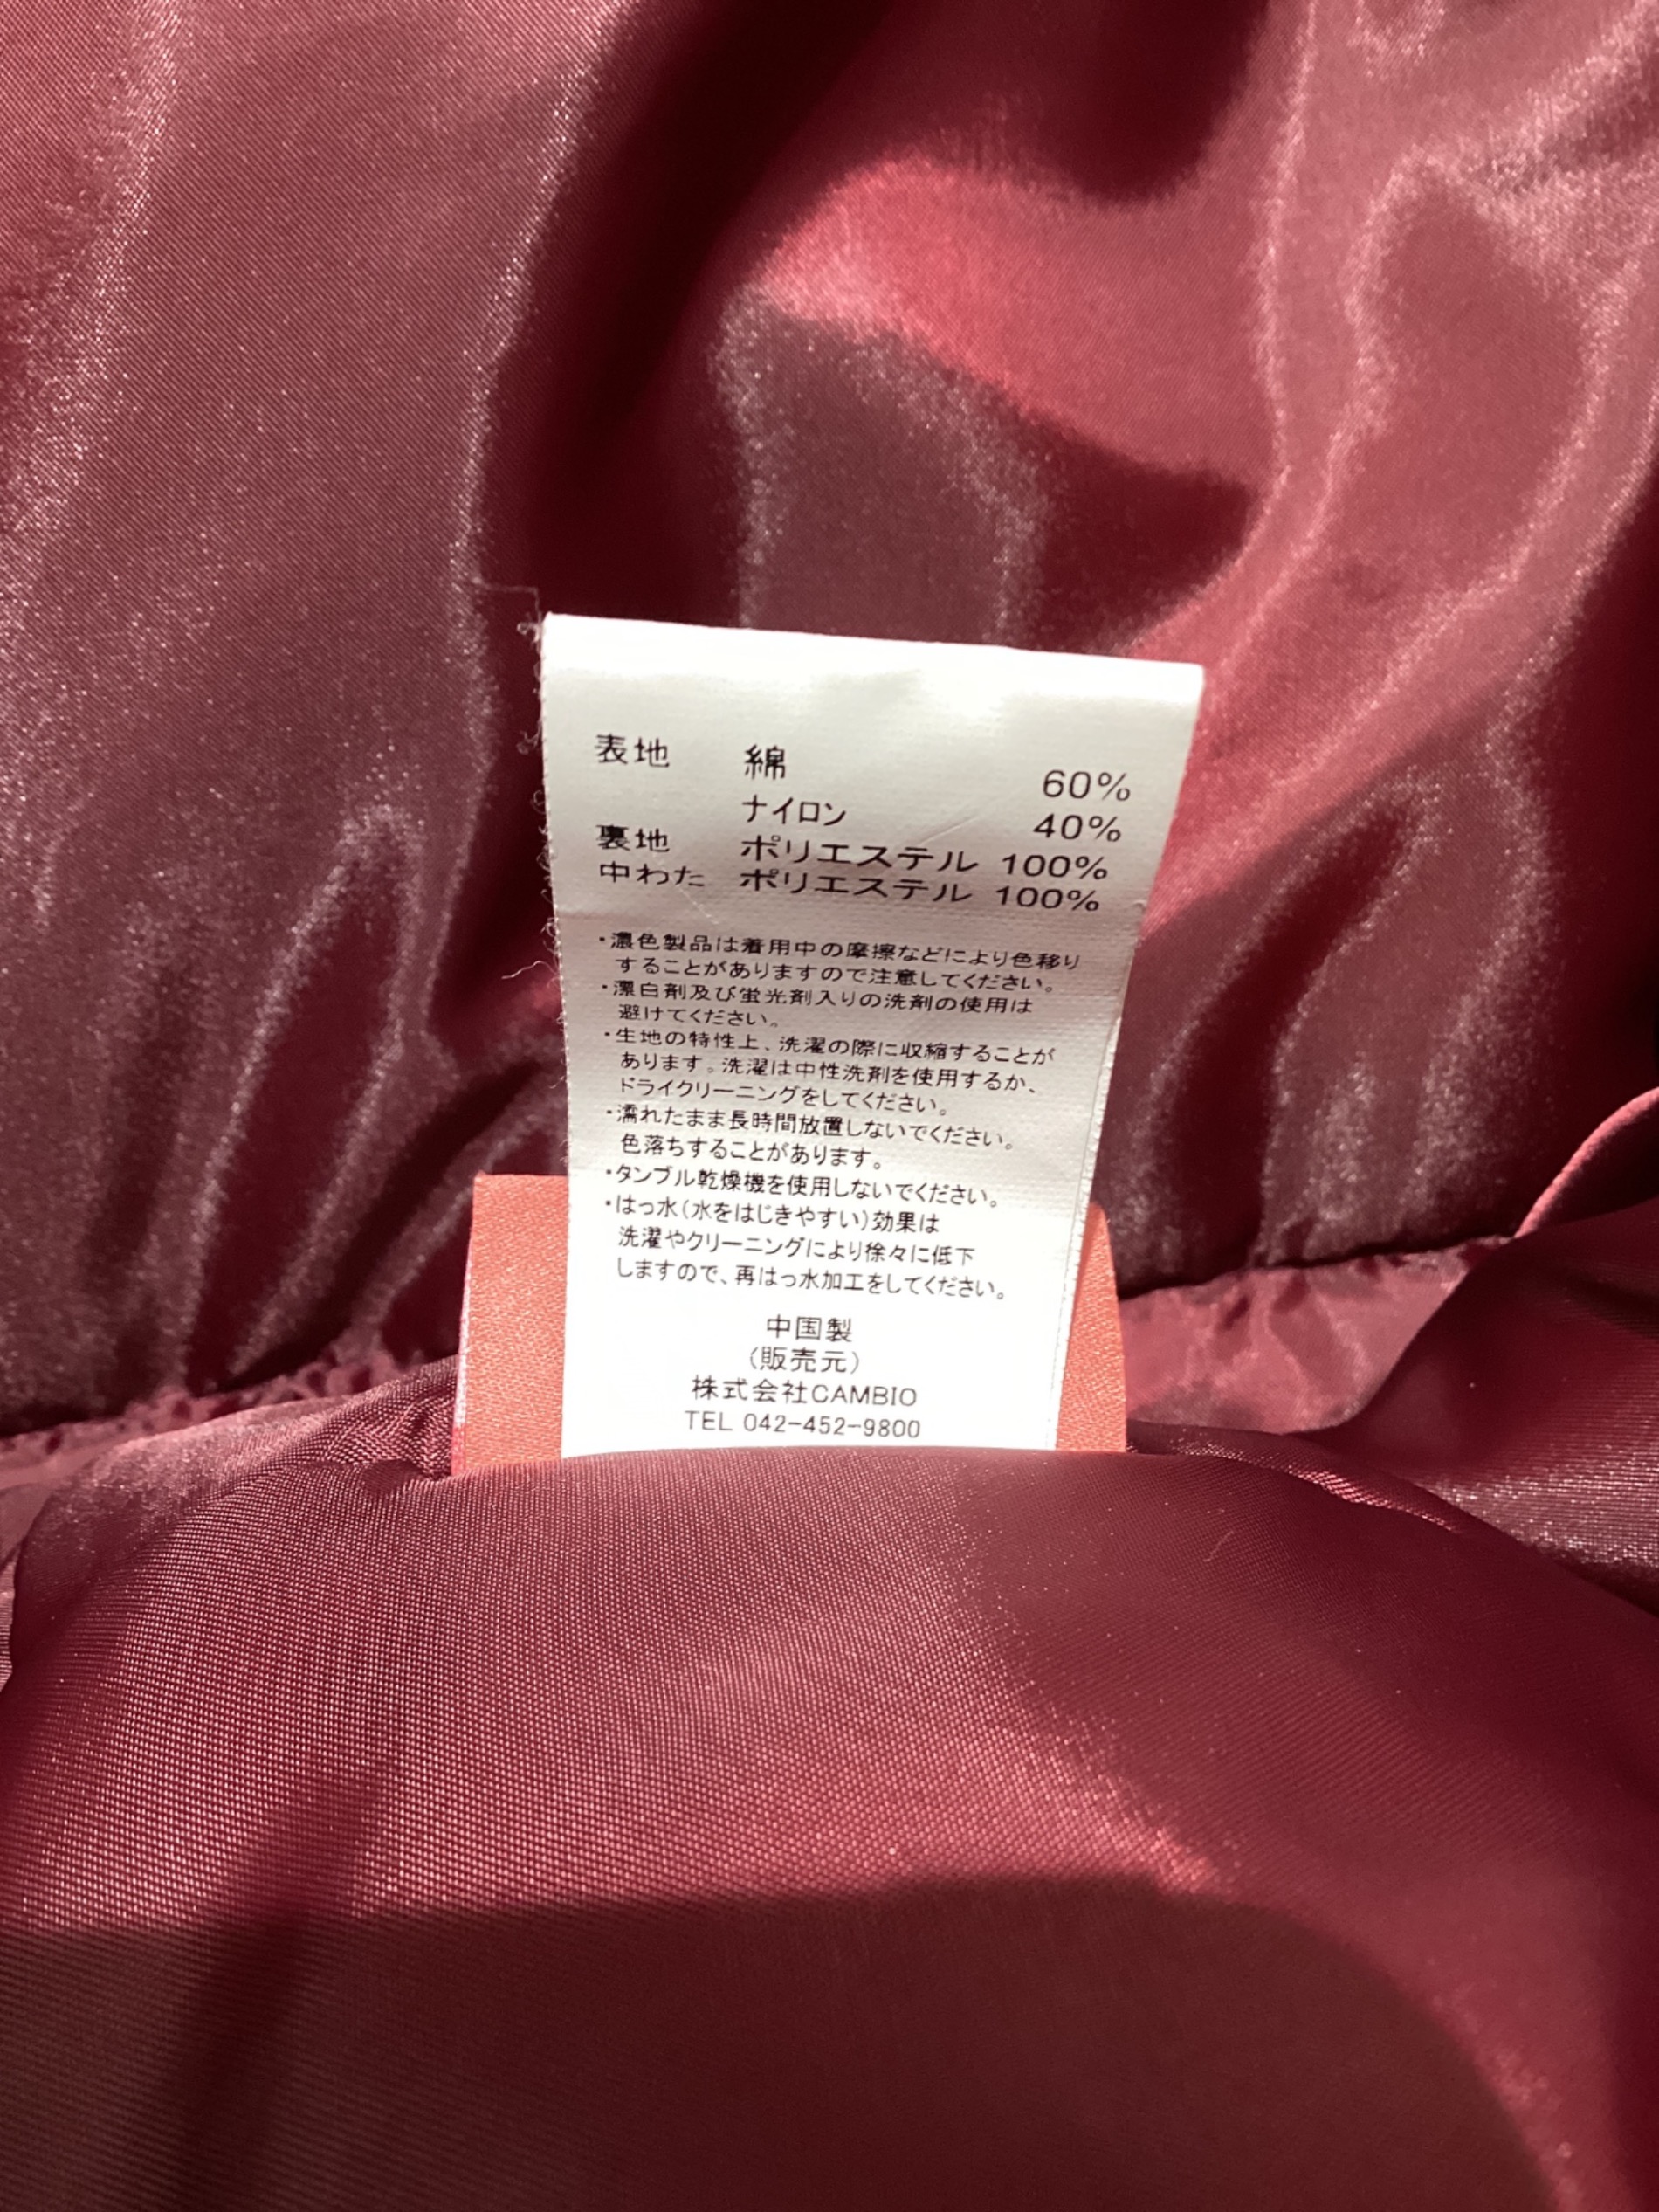 表地 綿 60%
ナイロン 40%
裏地 ポリエステル 100%
中わた ポリエステル 100%
・濃色製品は着用中の摩擦などにより色移り
することがありますので注意してください。
・漂白剤及び蛍光剤入りの洗剤の使用は
避けてください。
・生地の特性上、洗濯の際に収縮することが
あります。洗濯は中性洗剤を使用するか、
ドライクリーニングをしてください。
・濡れたまま長時間放置しないでください。
色落ちすることがあります。
・タンブル乾燥機を使用しないでください。
・はっ水(水をはじきやすい)効果は
洗濯やクリーニングにより徐々に低下
しますので、再はっ水加工をしてください。
中国製
(販売元)
株式会社CAMBIO
TEL 042-452-9800